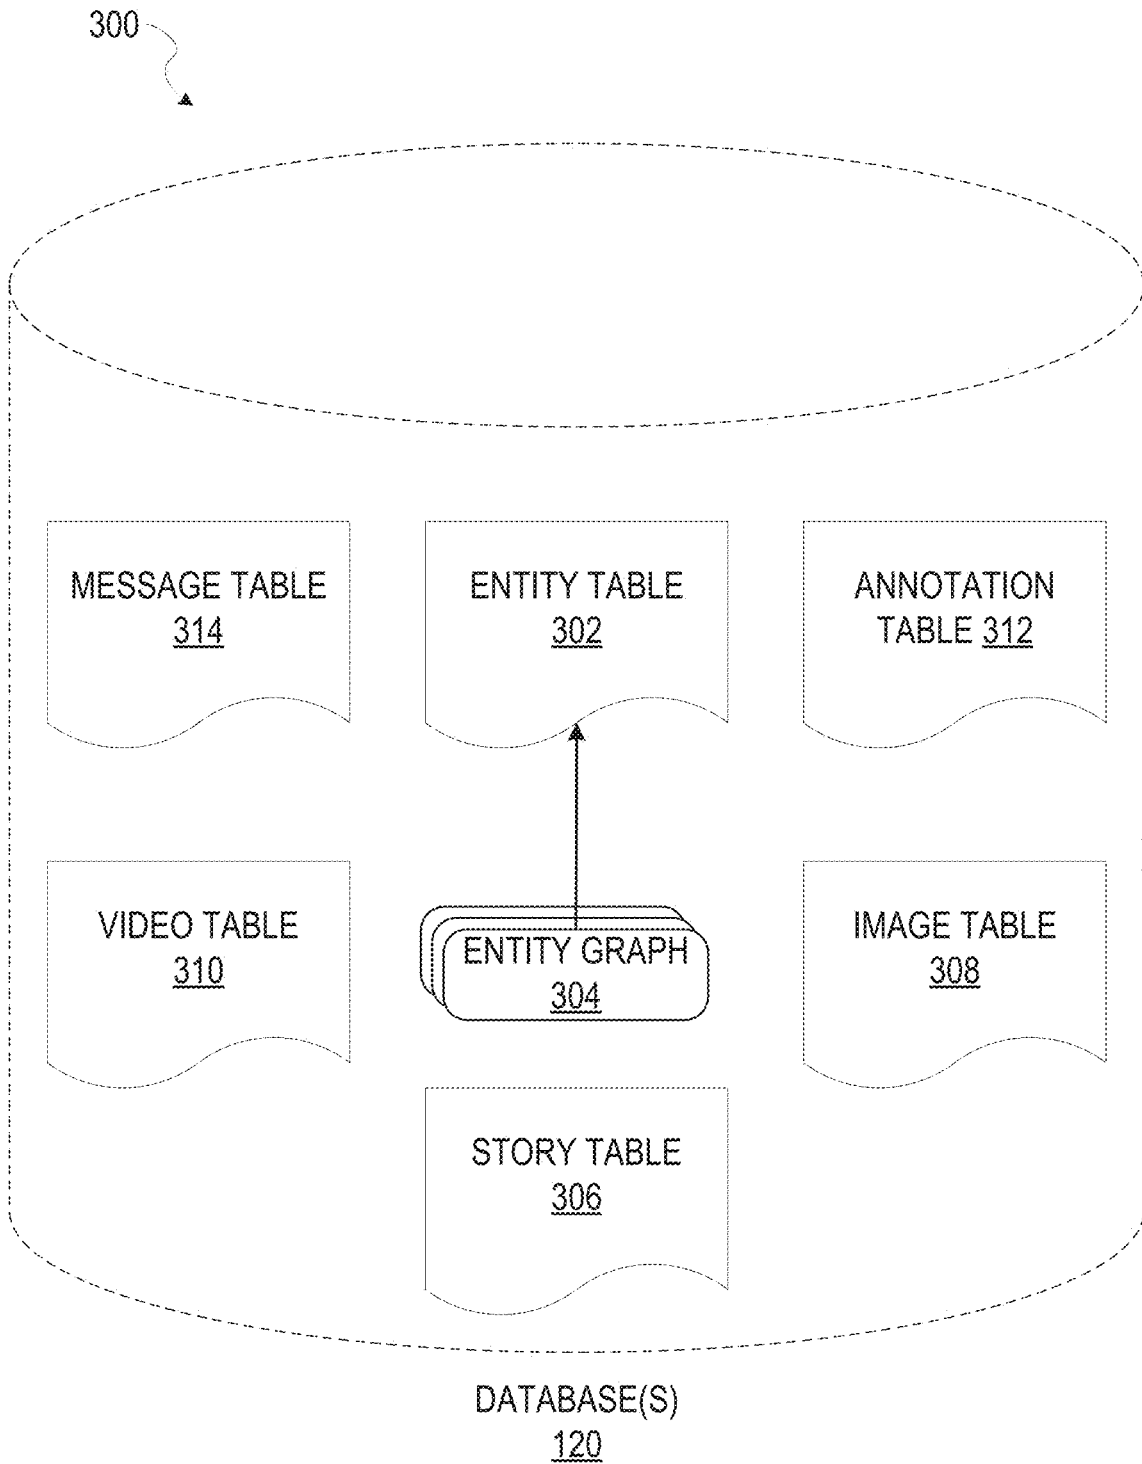 300
MESSAGE TABLE
314
ENTITY TABLE
302
ANNOTATION
TABLE 312
VIDEO TABLE
310
ENTITY GRAPH
304
IMAGE TABLE
308
STORY TABLE
306
DATABASE(S)
120